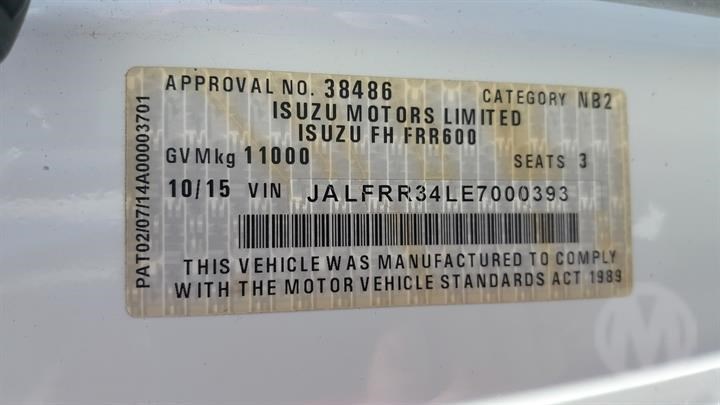 APPROVAL NO. 38486 CATEGORY NB2
ISUZU MOTORS LIMITED
ISUZU FH FRR600
GVMkg 11000 SEATS 3
10/15 VIN JALFRR34LE7000393
THIS VEHICLE WAS MANUFACTURED TO COMPLY
WITH THE MOTOR VEHICLE STANDARDS ACT 1989
PAT02/07/14A00003701
M